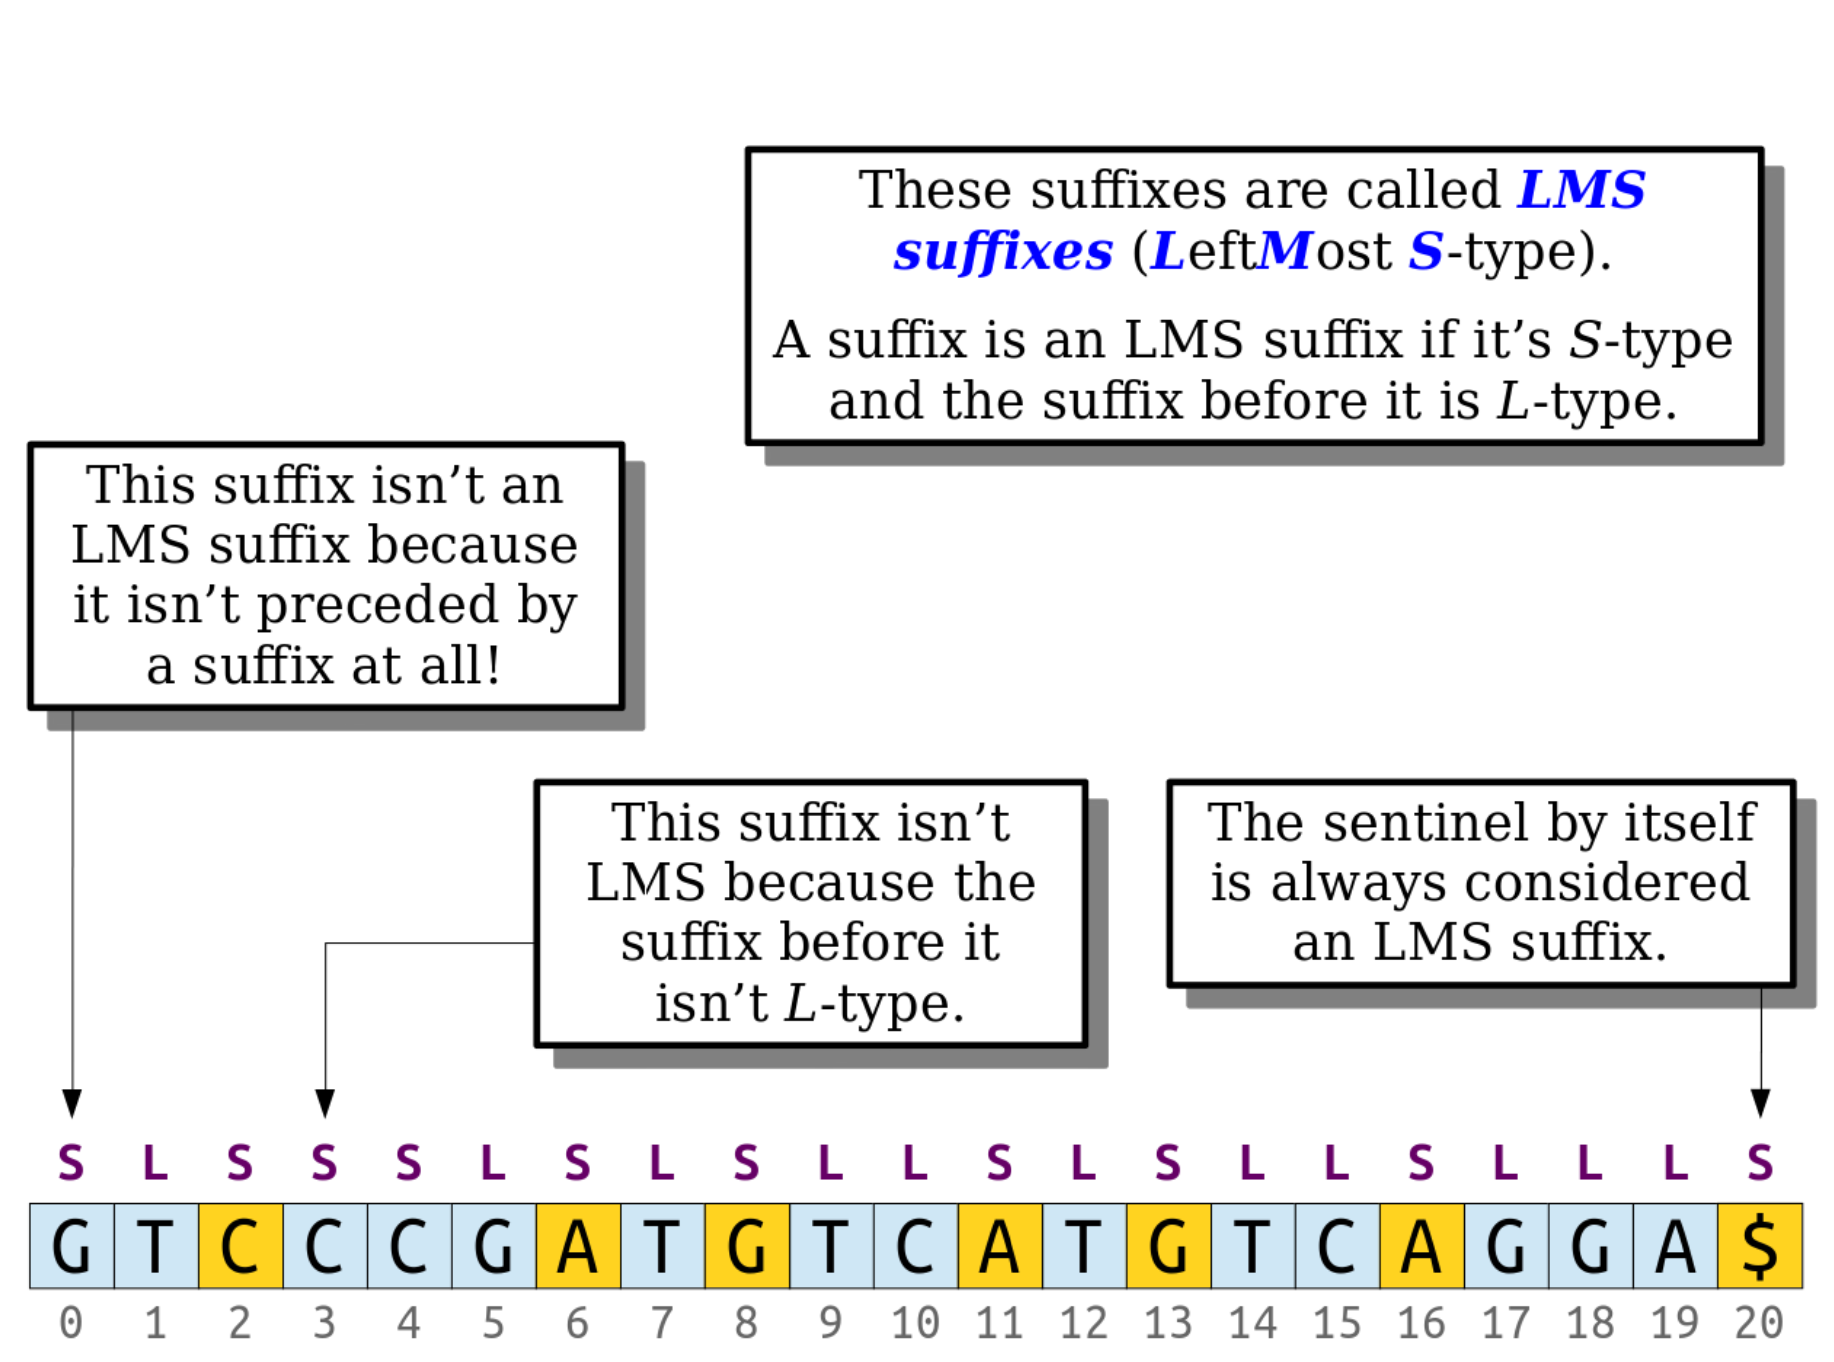 These suffixes are called LMS
suffixes (LeftMost S-type).
A suffix is an LMS suffix if it’s S-type
and the suffix before it is L-type.
This suffix isn’t an
LMS suffix because
it isn’t preceded by
a suffix at all!
This suffix isn’t
LMS because the
suffix before it
isn’t L-type.
The sentinel by itself
is always considered
an LMS suffix.
S L S S S L S L S L L S L S L L S L L L S
G T C C C G A T G T C A T G T C A G G A $
0 1 2 3 4 5 6 7 8 9 10 11 12 13 14 15 16 17 18 19 20